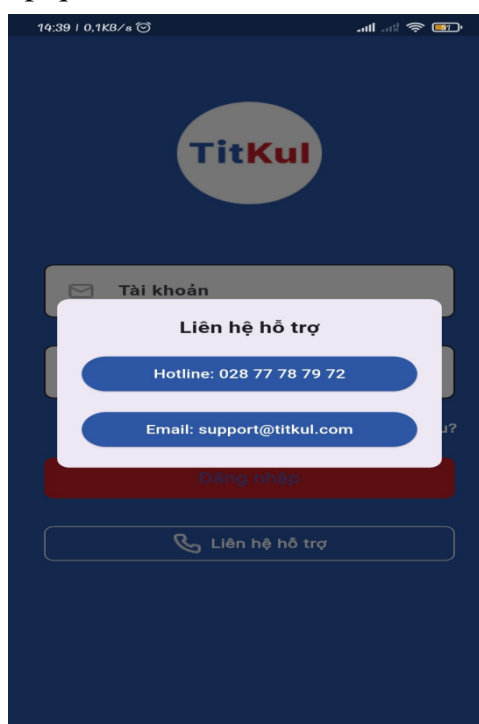 14:39 | 0,1KB/s
TitKul
Tài khoản
Liên hệ hỗ trợ
Hotline: 028 77 78 79 72
Email: support@titkul.com
u?
Đăng nhập
Liên hệ hỗ trợ